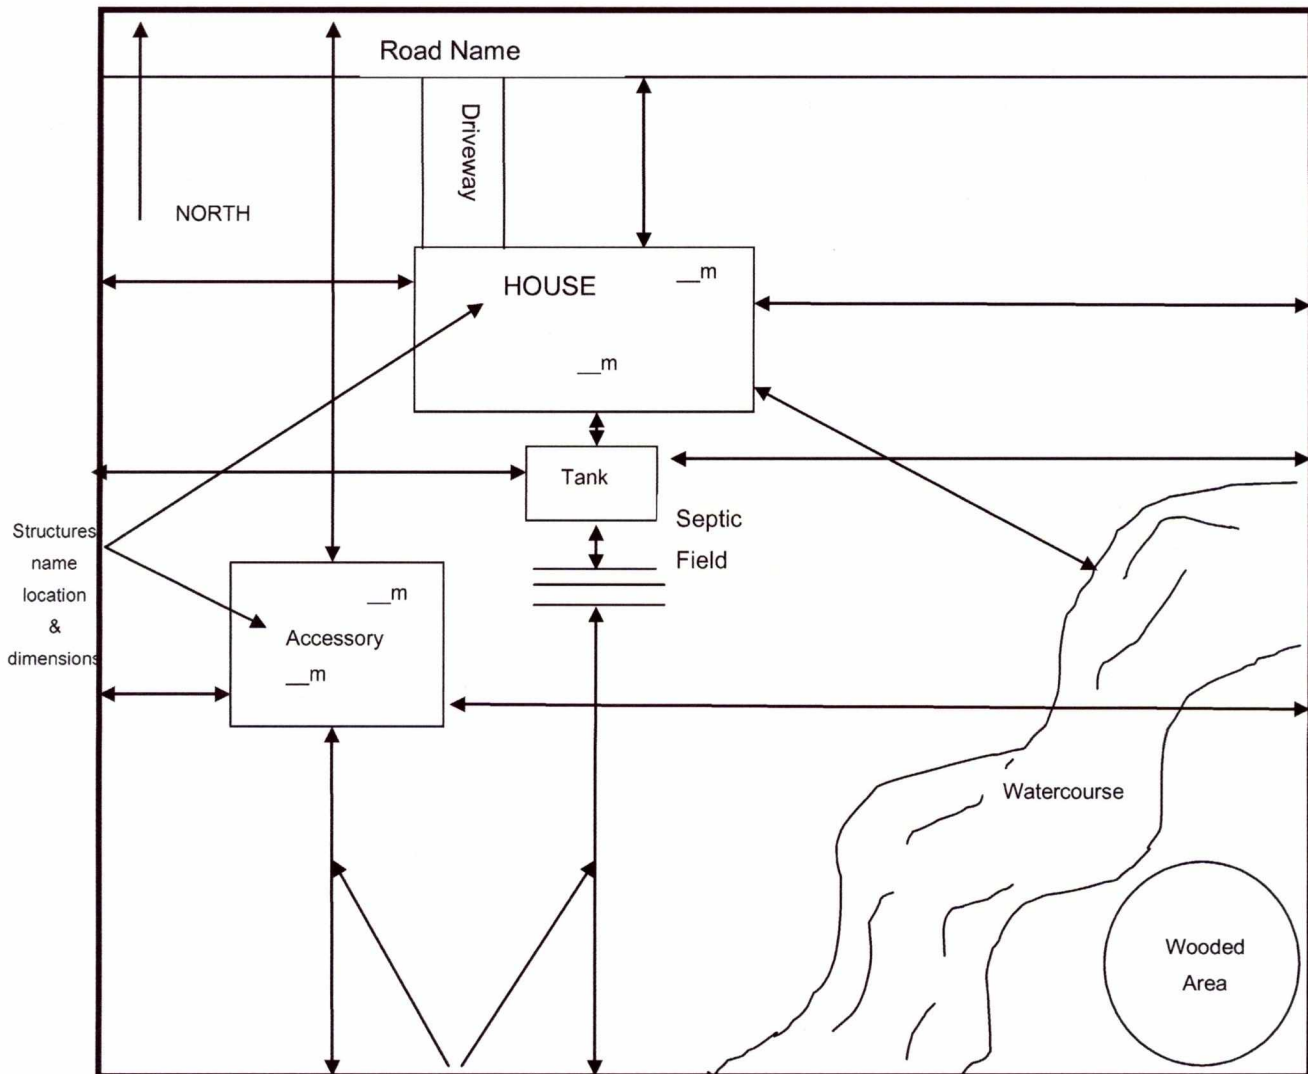 Road Name
Driveway
NORTH
HOUSE
__m
__m
Tank
Septic
Field
Structures
name
location
&
dimensions
__m
Accessory
__m
Watercourse
Wooded
Area